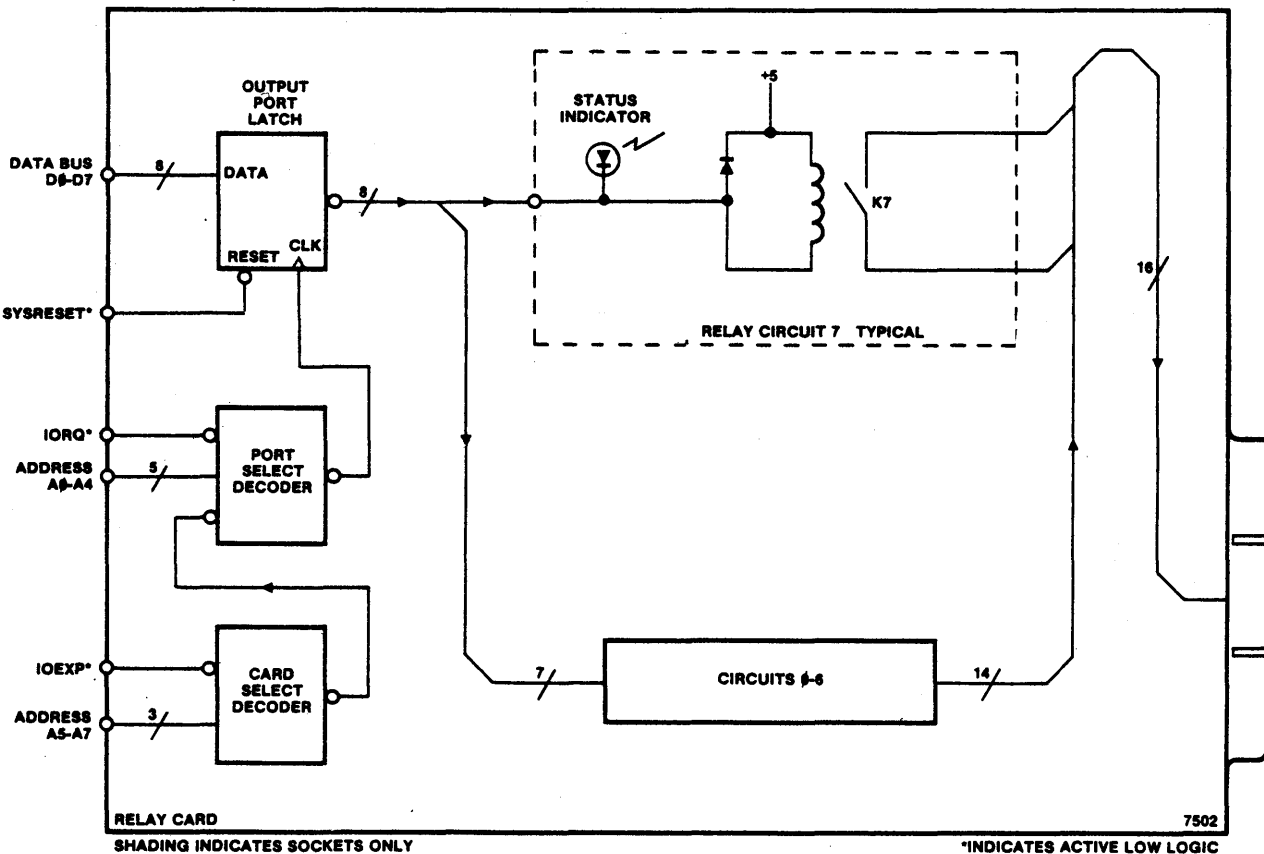 OUTPUT
PORT
LATCH
DATA BUS
DØ-D7
8
DATA
8
RESET
CLK
SYSRESET*
STATUS
INDICATOR
+5
K7
RELAY CIRCUIT 7 TYPICAL
16
IORQ*
ADDRESS
AØ-A4
5
PORT
SELECT
DECODER
IOEXP*
ADDRESS
A5-A7
3
CARD
SELECT
DECODER
7
CIRCUITS Ø-6
14
RELAY CARD
7502
SHADING INDICATES SOCKETS ONLY
*INDICATES ACTIVE LOW LOGIC